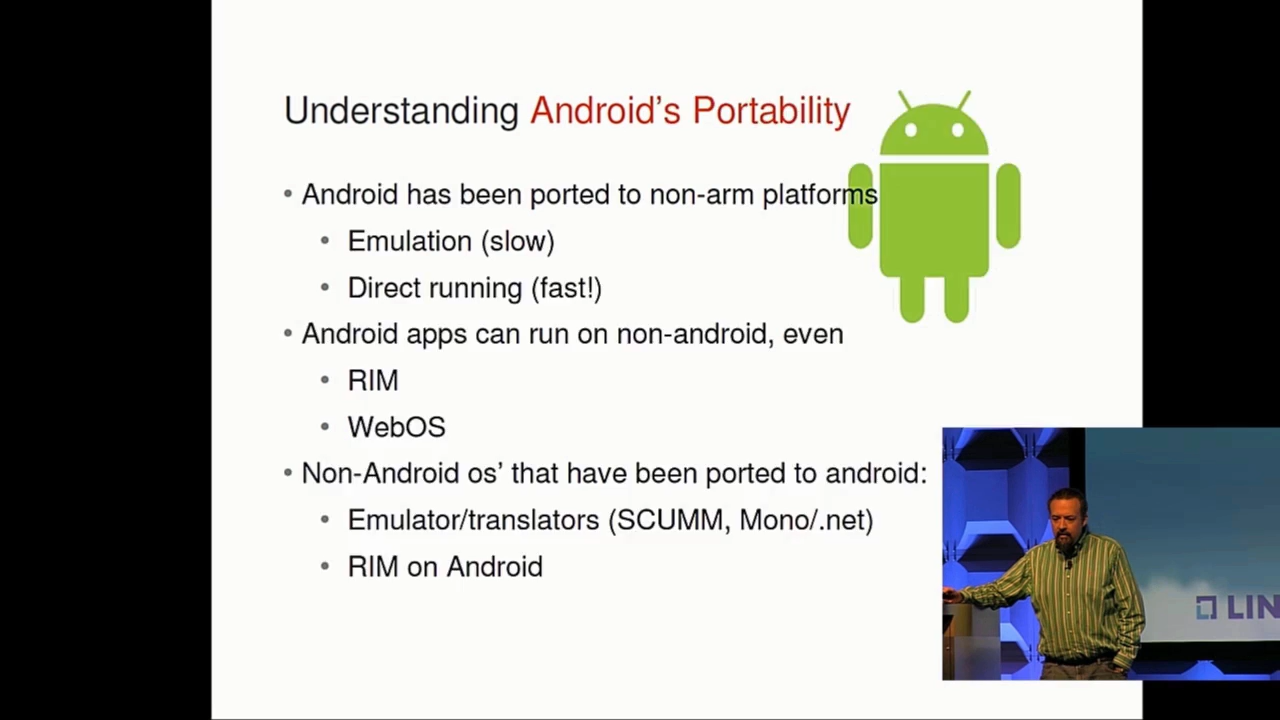 Understanding Android's Portability
• Android has been ported to non-arm platforms
• Emulation (slow)
• Direct running (fast!)
• Android apps can run on non-android, even
• RIM
• WebOS
• Non-Android os' that have been ported to android:
• Emulator/translators (SCUMM, Mono/.net)
• RIM on Android
LIN